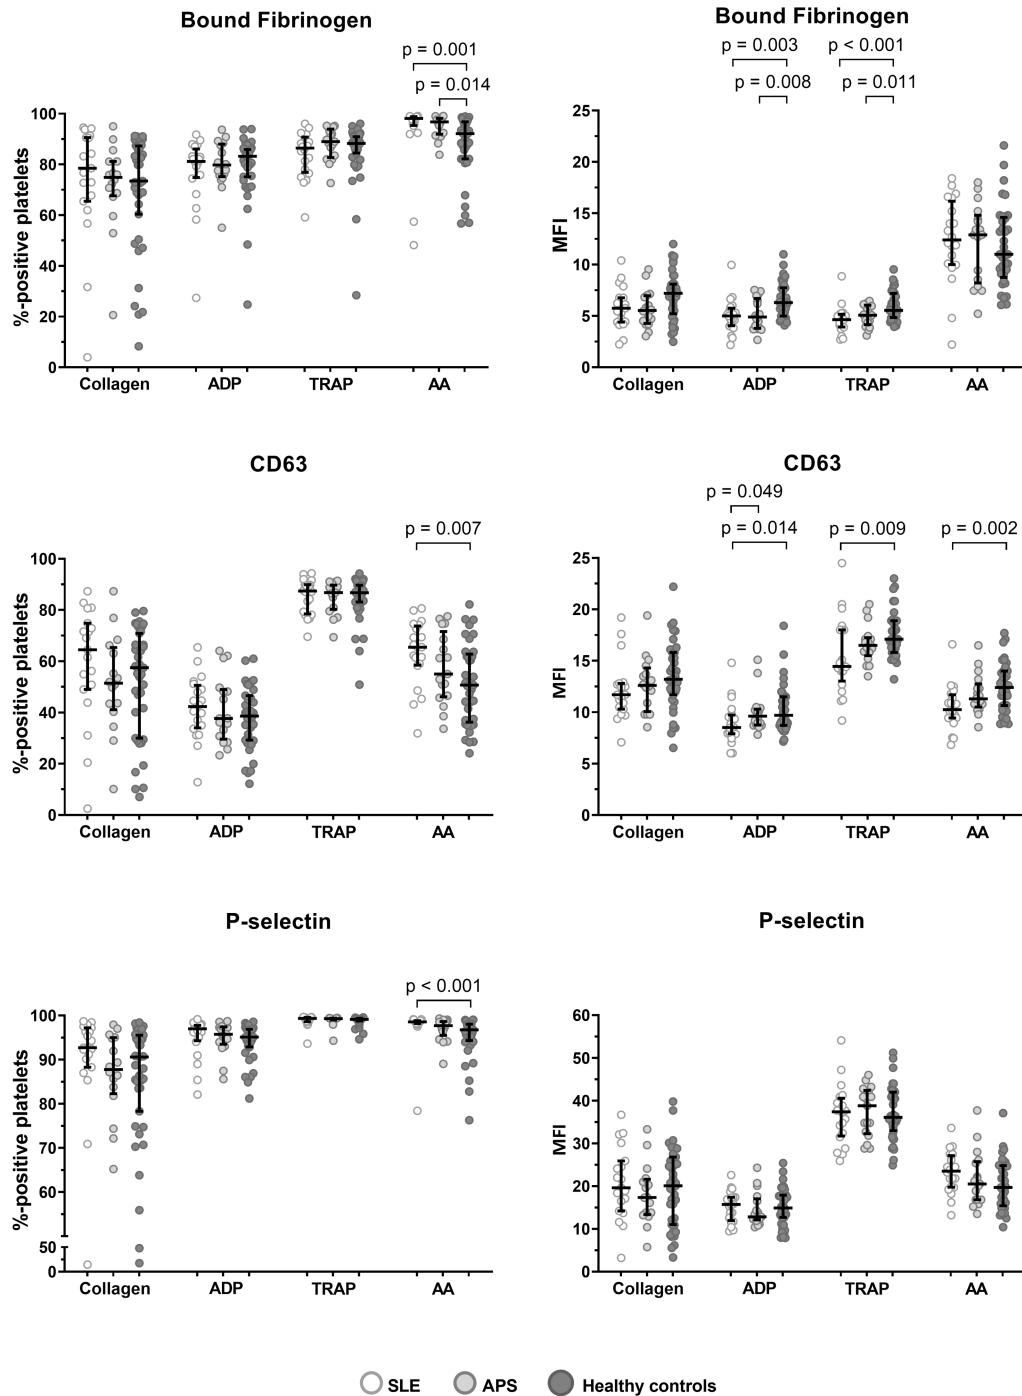 Bound Fibrinogen
p = 0.001
p = 0.014
%-positive platelets
100
80
60
40
20
0
Collagen ADP TRAP AA
Bound Fibrinogen
p = 0.003 p < 0.001
p = 0.008 p = 0.011
MFI
25
20
15
10
5
0
Collagen ADP TRAP AA
CD63
p = 0.007
%-positive platelets
100
80
60
40
20
0
Collagen ADP TRAP AA
CD63
p = 0.049
p = 0.014 p = 0.009 p = 0.002
MFI
25
20
15
10
5
0
Collagen ADP TRAP AA
P-selectin
p < 0.001
%-positive platelets
100
90
80
70
60
50
0
Collagen ADP TRAP AA
P-selectin
MFI
60
50
40
30
20
10
0
Collagen ADP TRAP AA
SLE APS Healthy controls